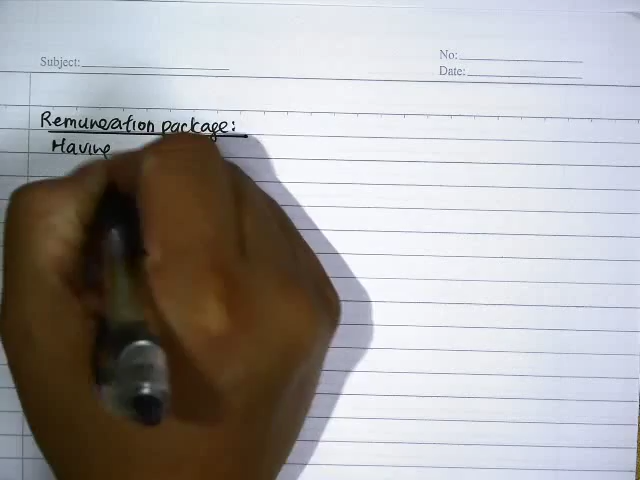 Subject:
No:
Date:
Remuneration package:
Having